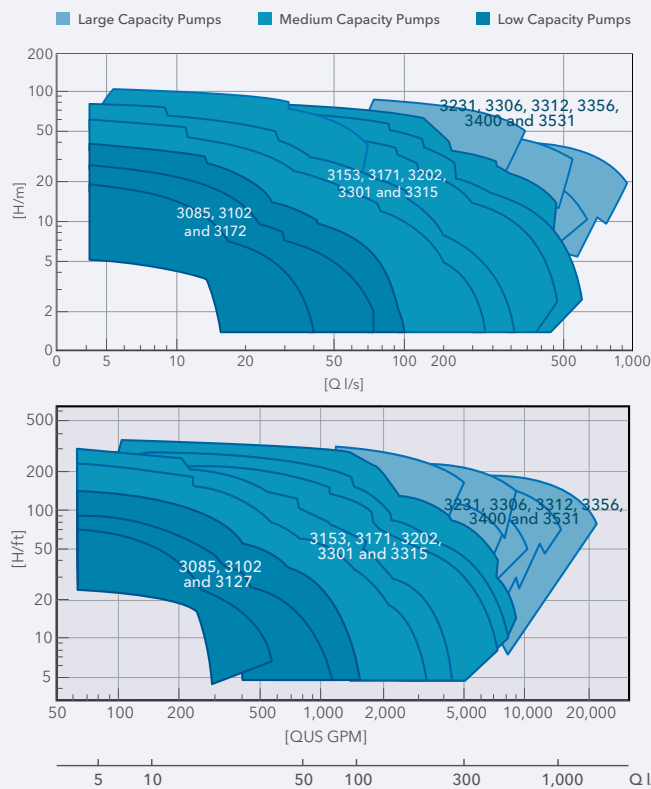 Large Capacity Pumps Medium Capacity Pumps Low Capacity Pumps
200
100
50
20
10
5
2
0
[H/m]
3231, 3306, 3312, 3356,
3400 and 3531
3153, 3171, 3202,
3301 and 3315
3085, 3102
and 3172
0 5 10 20 50 100 200 500 1,000
[Q l/s]
500
200
100
50
20
10
5
[H/ft]
3231, 3306, 3312, 3356,
3400 and 3531
3153, 3171, 3202,
3301 and 3315
3085, 3102
and 3127
50 100 200 500 1,000 2,000 5,000 10,000 20,000
[QUS GPM]
5 10 50 100 300 1,000 Q l